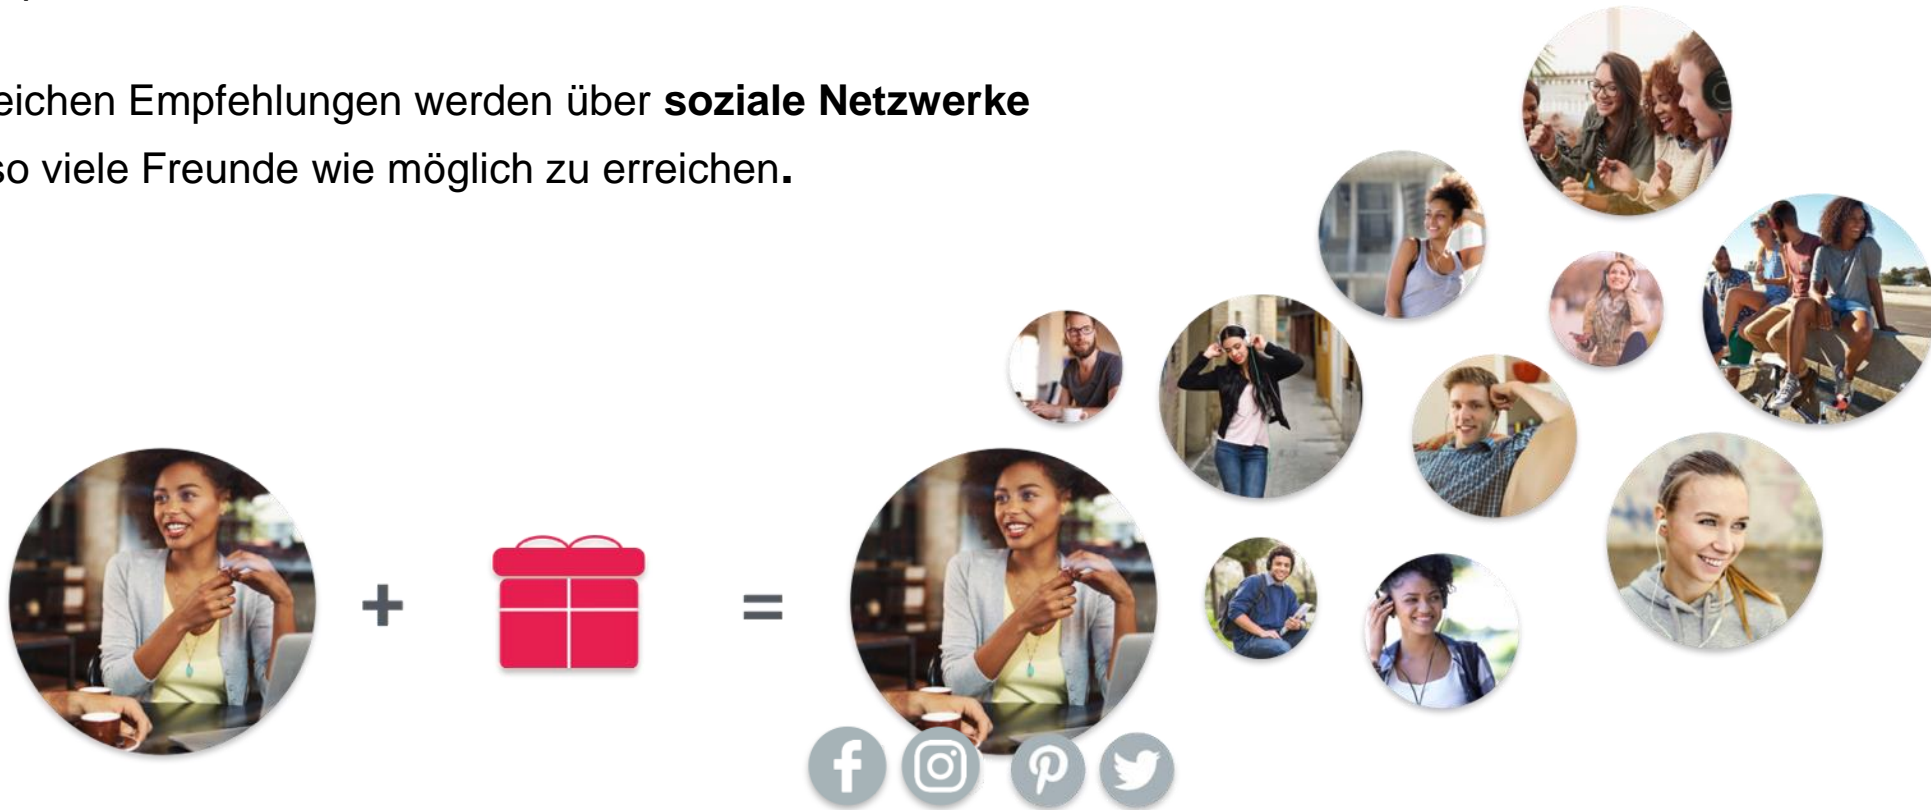 eichen Empfehlungen werden über soziale Netzwerke
so viele Freunde wie möglich zu erreichen.
+
=